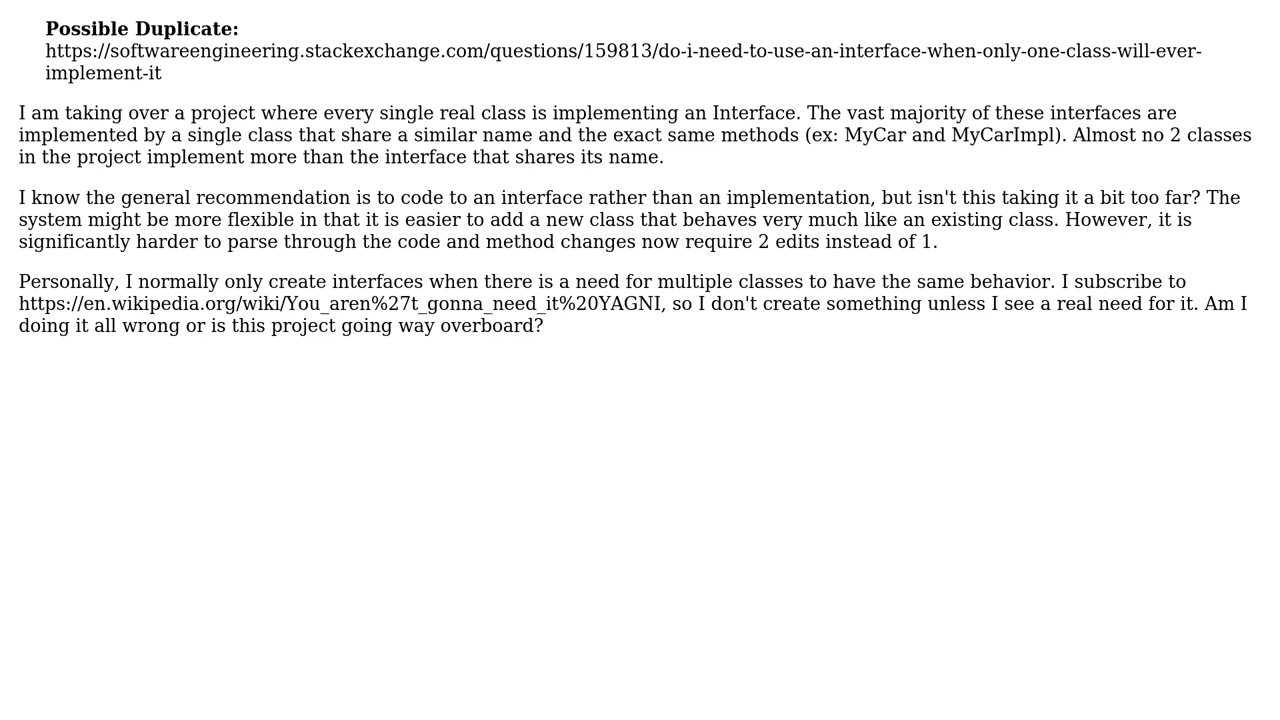 Possible Duplicate:
https://softwareengineering.stackexchange.com/questions/159813/do-i-need-to-use-an-interface-when-only-one-class-will-ever-
implement-it
I am taking over a project where every single real class is implementing an Interface. The vast majority of these interfaces are
implemented by a single class that share a similar name and the exact same methods (ex: MyCar and MyCarImpl). Almost no 2 classes
in the project implement more than the interface that shares its name.
I know the general recommendation is to code to an interface rather than an implementation, but isn't this taking it a bit too far? The
system might be more flexible in that it is easier to add a new class that behaves very much like an existing class. However, it is
significantly harder to parse through the code and method changes now require 2 edits instead of 1.
Personally, I normally only create interfaces when there is a need for multiple classes to have the same behavior. I subscribe to
https://en.wikipedia.org/wiki/You_aren%27t_gonna_need_it%20YAGNI, so I don't create something unless I see a real need for it. Am I
doing it all wrong or is this project going way overboard?